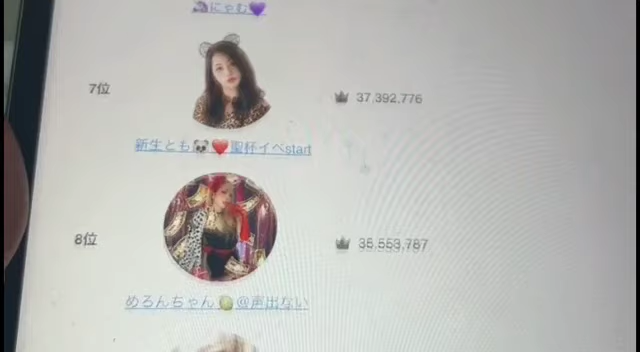 🦄にゃむ💜
7位
37,392,776
新生とも🐼❤️聖杯イベstart
8位
35,553,787
めろんちゃん🍈@声出ない